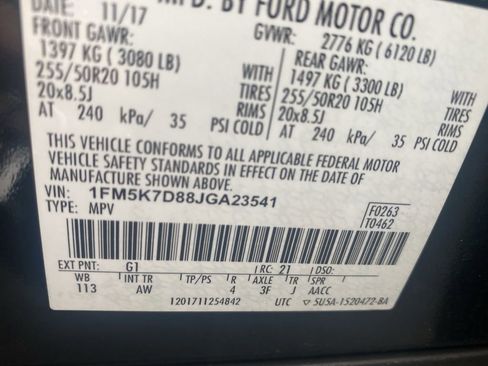 DATE: MFD. BY FORD MOTOR CO.
11/17 GVWR: 2776 KG ( 6120 LB)
FRONT GAWR: REAR GAWR:
1397 KG ( 3080 LB) WITH 1497 KG ( 3300 LB) WITH
255/50R20 105H TIRES 255/50R20 105H TIRES
20x8.5J RIMS 20x8.5J RIMS
AT 240 kPa/ 35 PSI COLD AT 240 kPa/ 35 PSI COLD
THIS VEHICLE CONFORMS TO ALL APPLICABLE FEDERAL MOTOR
VEHICLE SAFETY STANDARDS IN EFFECT ON THE DATE OF
MANUFACTURE SHOWN ABOVE.
VIN: 1FM5K7D88JGA23541
TYPE: MPV F0263
T0462
EXT PNT: G1 RC: 21 DSO:
WB INT TR TP/PS R AXLE TR S
113 AW 4 3F J AACC
1201711254842 UTC ▽ 5U5A-1520472-BA